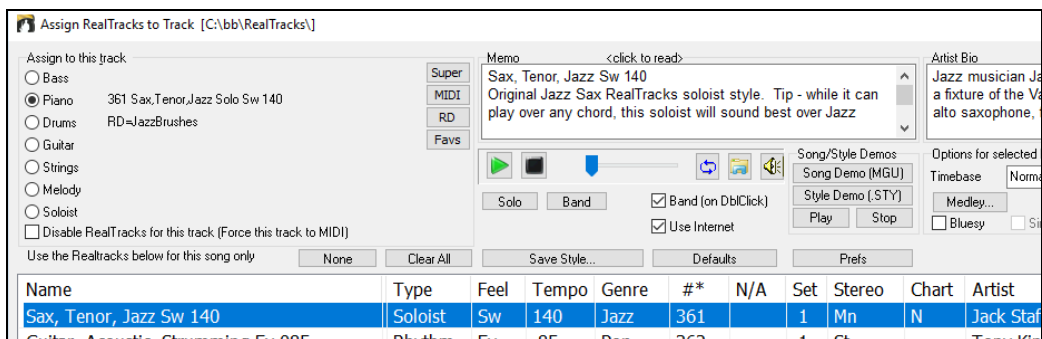 Assign RealTracks to Track [C:\bb\RealTracks\]
Assign to this track
Bass
Piano 361 Sax,Tenor,Jazz Solo Sw 140
Drums RD=JazzBrushes
Guitar
Strings
Melody
Soloist
Disable RealTracks for this track (Force this track to MIDI)
Super
MIDI
RD
Favs
Memo <click to read>
Sax, Tenor, Jazz Sw 140
Original Jazz Sax RealTracks soloist style. Tip - while it can
play over any chord, this soloist will sound best over Jazz
Artist Bio
Jazz musician Ja
a fixture of the Va
alto saxophone,
Solo Band
Band (on DblClick)
Use Internet
Song/Style Demos
Song Demo (MGU)
Style Demo (.STY)
Play Stop
Options for selected
Timebase Norma
Medley...
Bluesy Si
Use the Realtracks below for this song only None Clear All Save Style... Defaults Prefs
Name Type Feel Tempo Genre #* N/A Set Stereo Chart Artist
Sax, Tenor, Jazz Sw 140 Soloist Sw 140 Jazz 361 1 Mn N Jack Staf